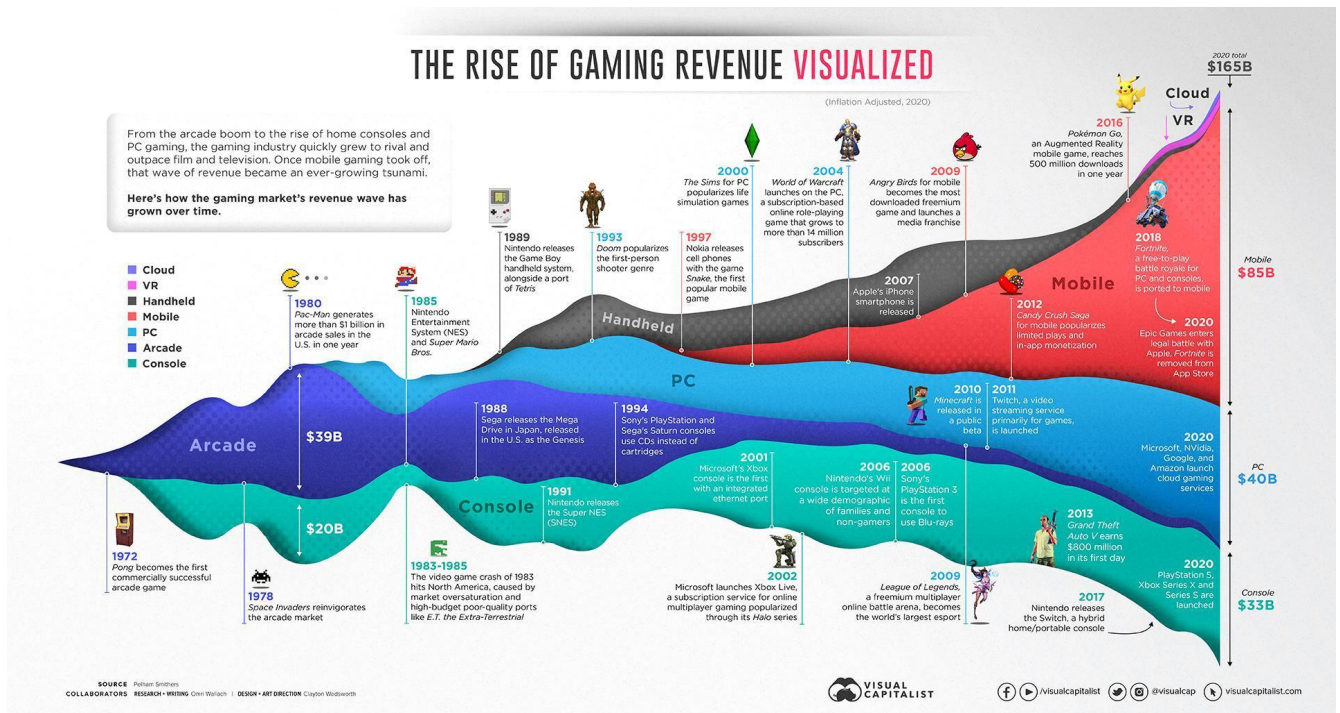 THE RISE OF GAMING REVENUE VISUALIZED
(Inflation Adjusted, 2020)
From the arcade boom to the rise of home consoles and
PC gaming, the gaming industry quickly grew to rival and
outpace film and television. Once mobile gaming took off,
that wave of revenue became an ever-growing tsunami.
Here's how the gaming market's revenue wave has
grown over time.
Cloud
VR
Handheld
Mobile
PC
Arcade
Console
1972
Pong becomes the first
commercially successful
arcade game
1978
Space Invaders reinvigorates
the arcade market
1980
Pac-Man generates
more than $1 billion in
arcade sales in the
U.S. in one year
Arcade
$39B
$20B
1985
Nintendo
Entertainment
System (NES)
and Super Mario
Bros.
1983-1985
The video game crash of 1983
hits North America, caused by
market oversaturation and
high-budget poor-quality ports
like E.T. the Extra-Terrestrial
1989
Nintendo releases
the Game Boy
handheld system,
alongside a port
of Tetris
1988
Sega releases the Mega
Drive in Japan, released
in the U.S. as the Genesis
Console
1991
Nintendo releases
the Super NES
(SNES)
1993
Doom popularizes
the first-person
shooter genre
Handheld
1994
Sony's PlayStation and
Sega's Saturn consoles
use CDs instead of
cartridges
1997
Nokia releases
cell phones
with the game
Snake, the first
popular mobile
game
PC
2000
The Sims for PC
popularizes life
simulation games
2001
Microsoft's Xbox
console is the first
with an integrated
ethernet port
2002
Microsoft launches Xbox Live,
a subscription service for online
multiplayer gaming popularized
through its Halo series
2004
World of Warcraft
launches on the PC,
a subscription-based
online role-playing
game that grows to
more than 14 million
subscribers
2006
Nintendo's Wii
console is targeted at
a wide demographic
of families and
non-gamers
2006
Sony's
PlayStation 3
is the first
console to
use Blu-rays
2007
Apple's iPhone
smartphone is
released
2009
Angry Birds for mobile
becomes the most
downloaded freemium
game and launches a
media franchise
2009
League of Legends,
a freemium multiplayer
online battle arena, becomes
the world's largest esport
2010
Minecraft is
released in
a public
beta
2011
Twitch, a video
streaming service
primarily for games,
is launched
2012
Candy Crush Saga
for mobile popularizes
limited plays and
in-app monetization
2013
Grand Theft
Auto V earns
$800 million
in its first day
Mobile
2016
Pokémon Go,
an Augmented Reality
mobile game, reaches
500 million downloads
in one year
2017
Nintendo releases
the Switch, a hybrid
home/portable console
2018
Fortnite,
a free-to-play
battle royale for
PC and consoles,
is ported to mobile
2020
Epic Games enters
legal battle with
Apple, Fortnite is
removed from
App Store
2020
Microsoft, NVidia,
Google, and
Amazon launch
cloud gaming
services
2020
PlayStation 5,
Xbox Series X and
Series S are
launched
2020 total
$165B
Cloud
VR
Mobile
$85B
PC
$40B
Console
$33B
SOURCE Pelham Smithers
COLLABORATORS RESEARCH + WRITING Omri Wallach | DESIGN + ART DIRECTION Clayton Wadsworth
VISUAL
CAPITALIST
/visualcapitalist
@visualcap
visualcapitalist.com